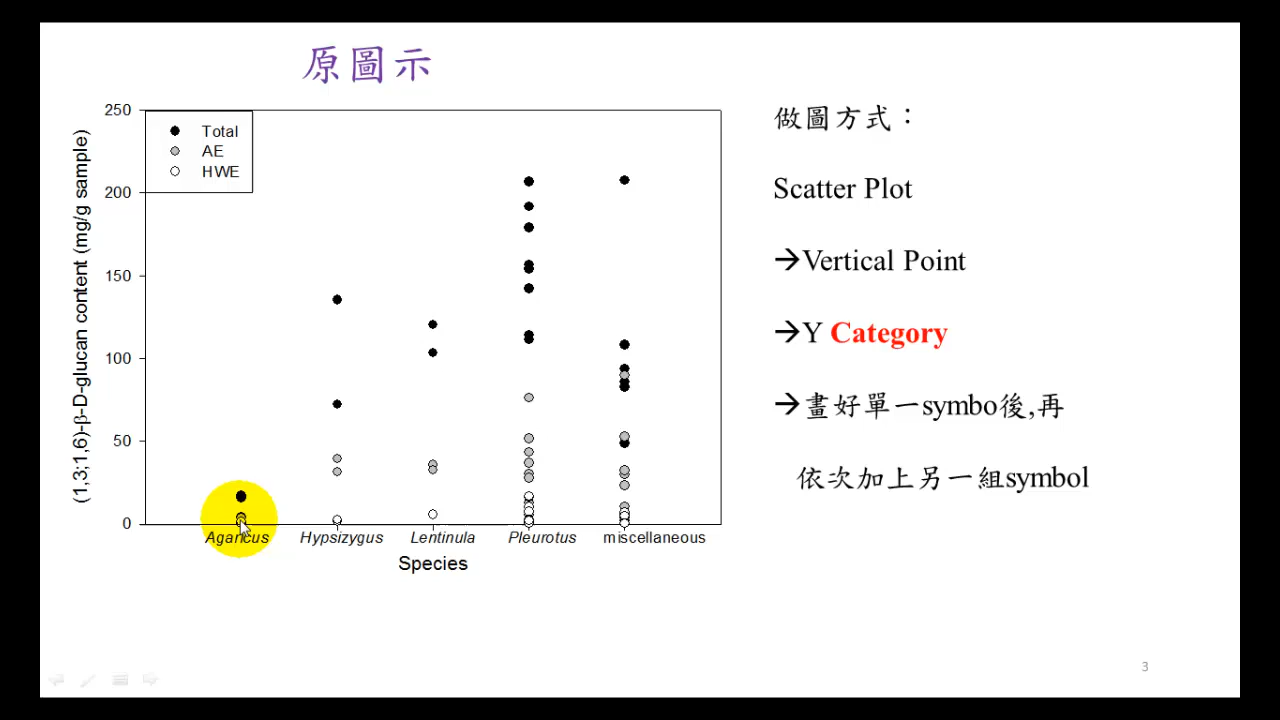 原圖示
250
200
150
100
50
0
(1,3;1,6)-β-D-glucan content (mg/g sample)
Total
AE
HWE
Agaricus Hypsizygus Lentinula Pleurotus miscellaneous
Species
做圖方式：
Scatter Plot
→Vertical Point
→Y Category
→畫好單一symbo後,再
依次加上另一組symbol
3